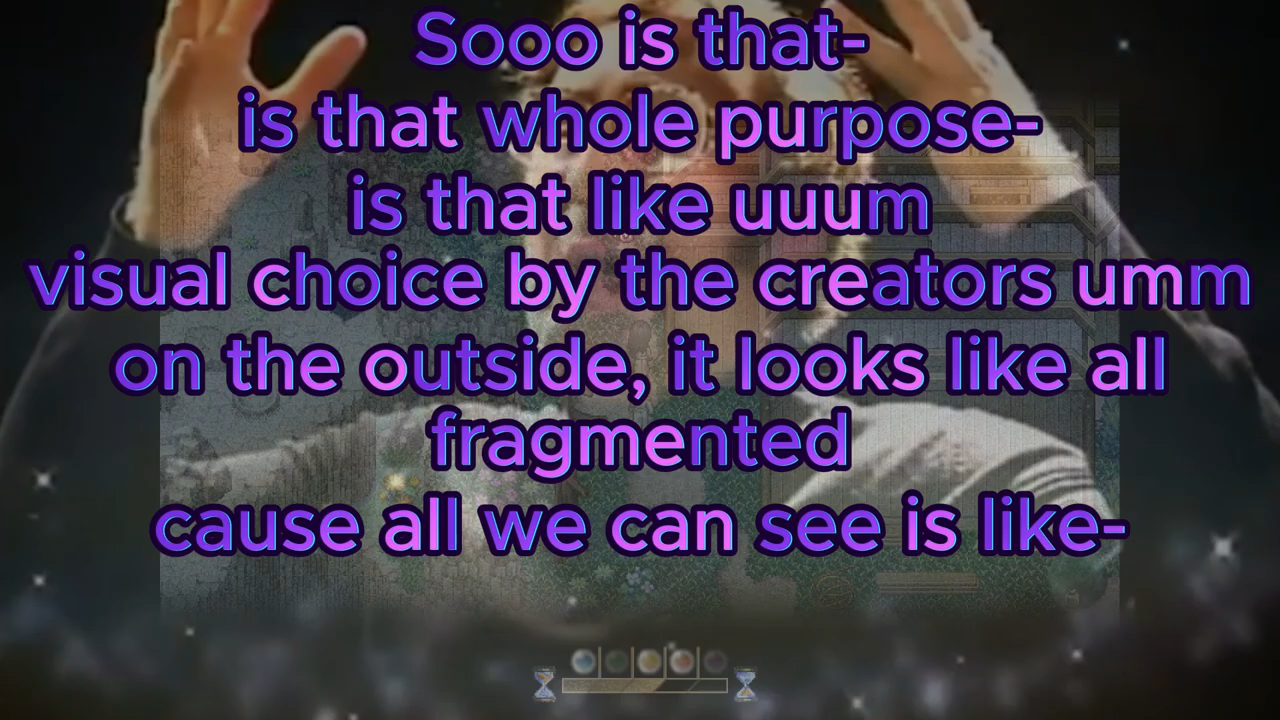 Sooo is that-
is that whole purpose-
is that like uuum
visual choice by the creators umm
on the outside, it looks like all
fragmented
cause all we can see is like-